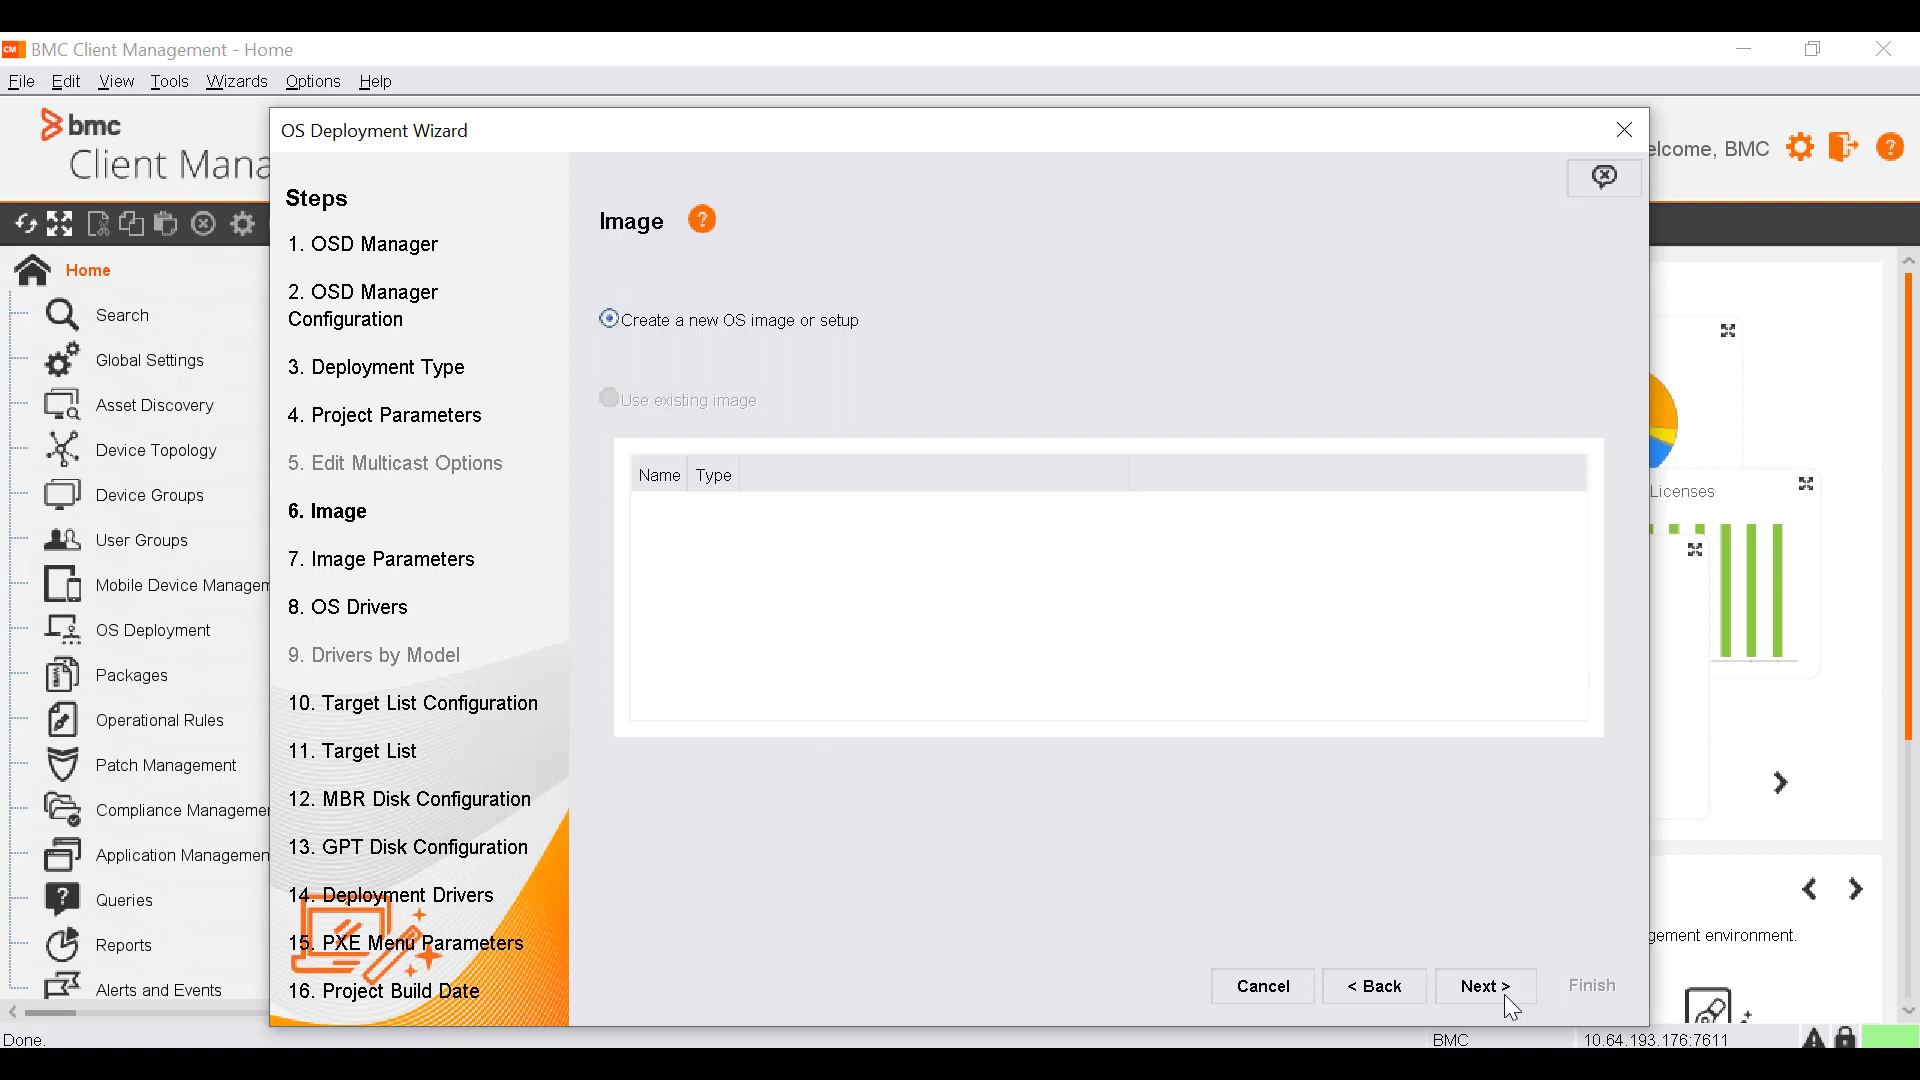 CM BMC Client Management - Home
File Edit View Tools Wizards Options Help
bmc
Client Mana
elcome, BMC
?
OS Deployment Wizard
Home
Search
Global Settings
Asset Discovery
Device Topology
Device Groups
User Groups
Mobile Device Managem
OS Deployment
Packages
Operational Rules
Patch Management
Compliance Managemen
Application Managemen
Queries
Reports
Alerts and Events
Steps
1. OSD Manager
2. OSD Manager
Configuration
3. Deployment Type
4. Project Parameters
5. Edit Multicast Options
6. Image
7. Image Parameters
8. OS Drivers
9. Drivers by Model
10. Target List Configuration
11. Target List
12. MBR Disk Configuration
13. GPT Disk Configuration
14. Deployment Drivers
15. PXE Menu Parameters
16. Project Build Date
Image ?
Create a new OS image or setup
Use existing image
Name Type
Cancel < Back Next > Finish
Licenses
gement environment.
Done.
BMC 10.64.193.176:7611